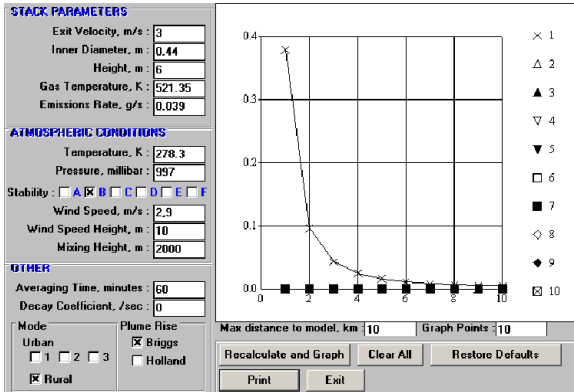 STACK PARAMETERS
Exit Velocity, m/s : 3
Inner Diameter, m : 0.44
Height, m : 6
Gas Temperature, K : 521.35
Emissions Rate, g/s : 0.039
ATMOSPHERIC CONDITIONS
Temperature, K : 278.3
Pressure, millibar : 997
Stability : A B C D E F
Wind Speed, m/s : 2.9
Wind Speed Height, m : 10
Mixing Height, m : 2000
OTHER
Averaging Time, minutes : 60
Decay Coefficient, /sec : 0
Mode
Urban
1 2 3
Rural
Plume Rise
Briggs
Holland
0.4
0.3
0.2
0.1
0.0
0 2 4 6 8 10
1
2
3
4
5
6
7
8
9
10
Max distance to model, km : 10 Graph Points : 10
Recalculate and Graph Clear All Restore Defaults
Print Exit